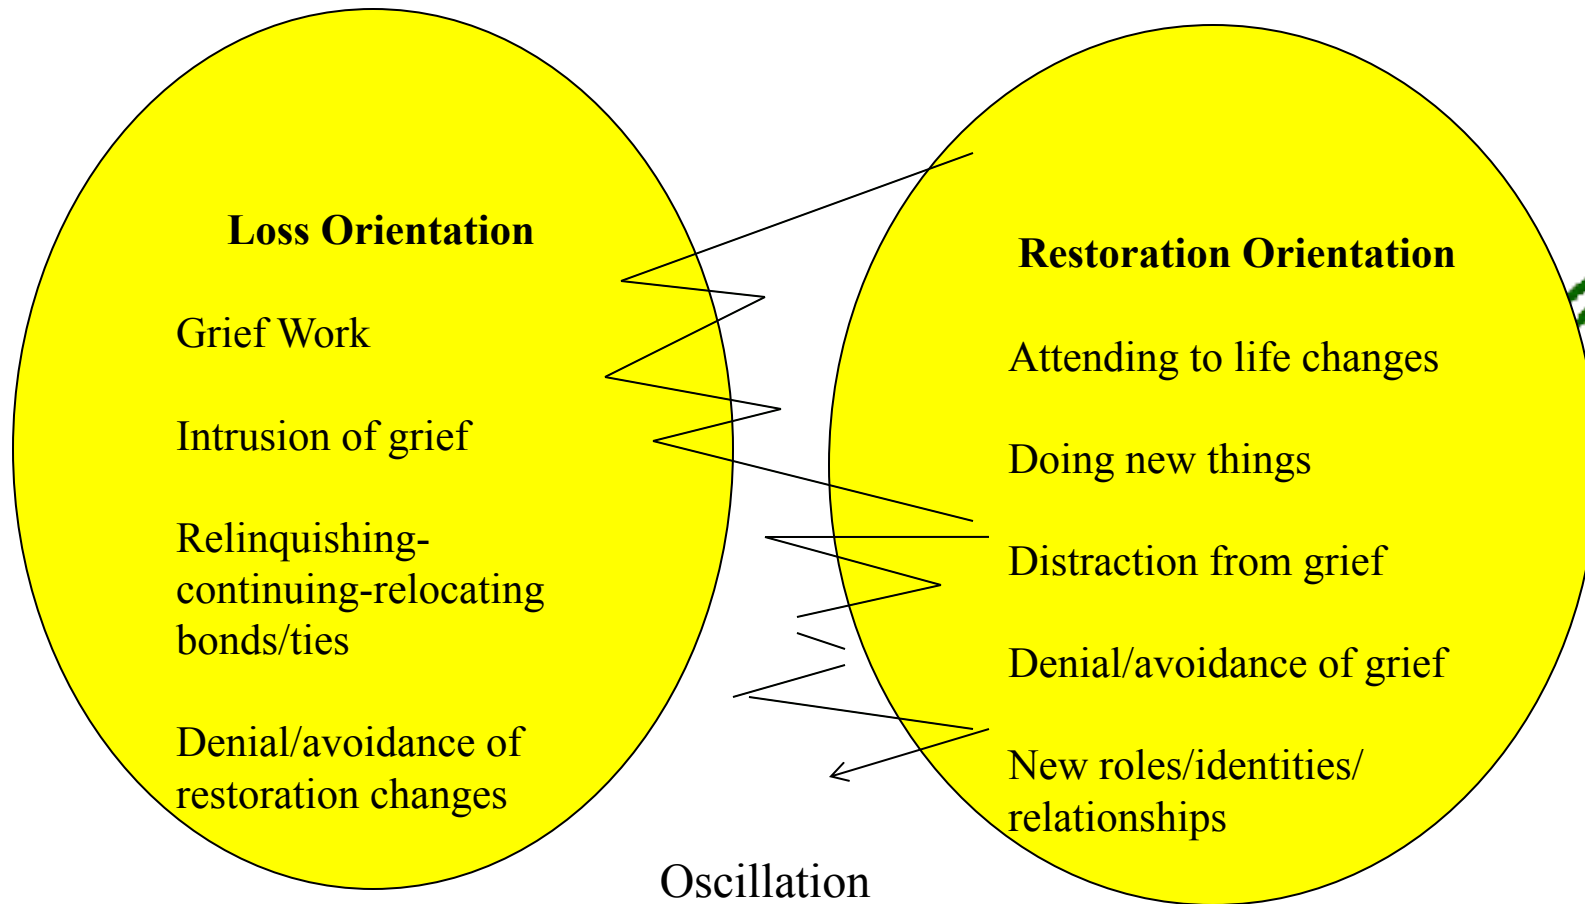 Loss Orientation
Grief Work
Intrusion of grief
Relinquishing-
continuing-relocating
bonds/ties
Denial/avoidance of
restoration changes
Restoration Orientation
Attending to life changes
Doing new things
Distraction from grief
Denial/avoidance of grief
New roles/identities/
relationships
Oscillation